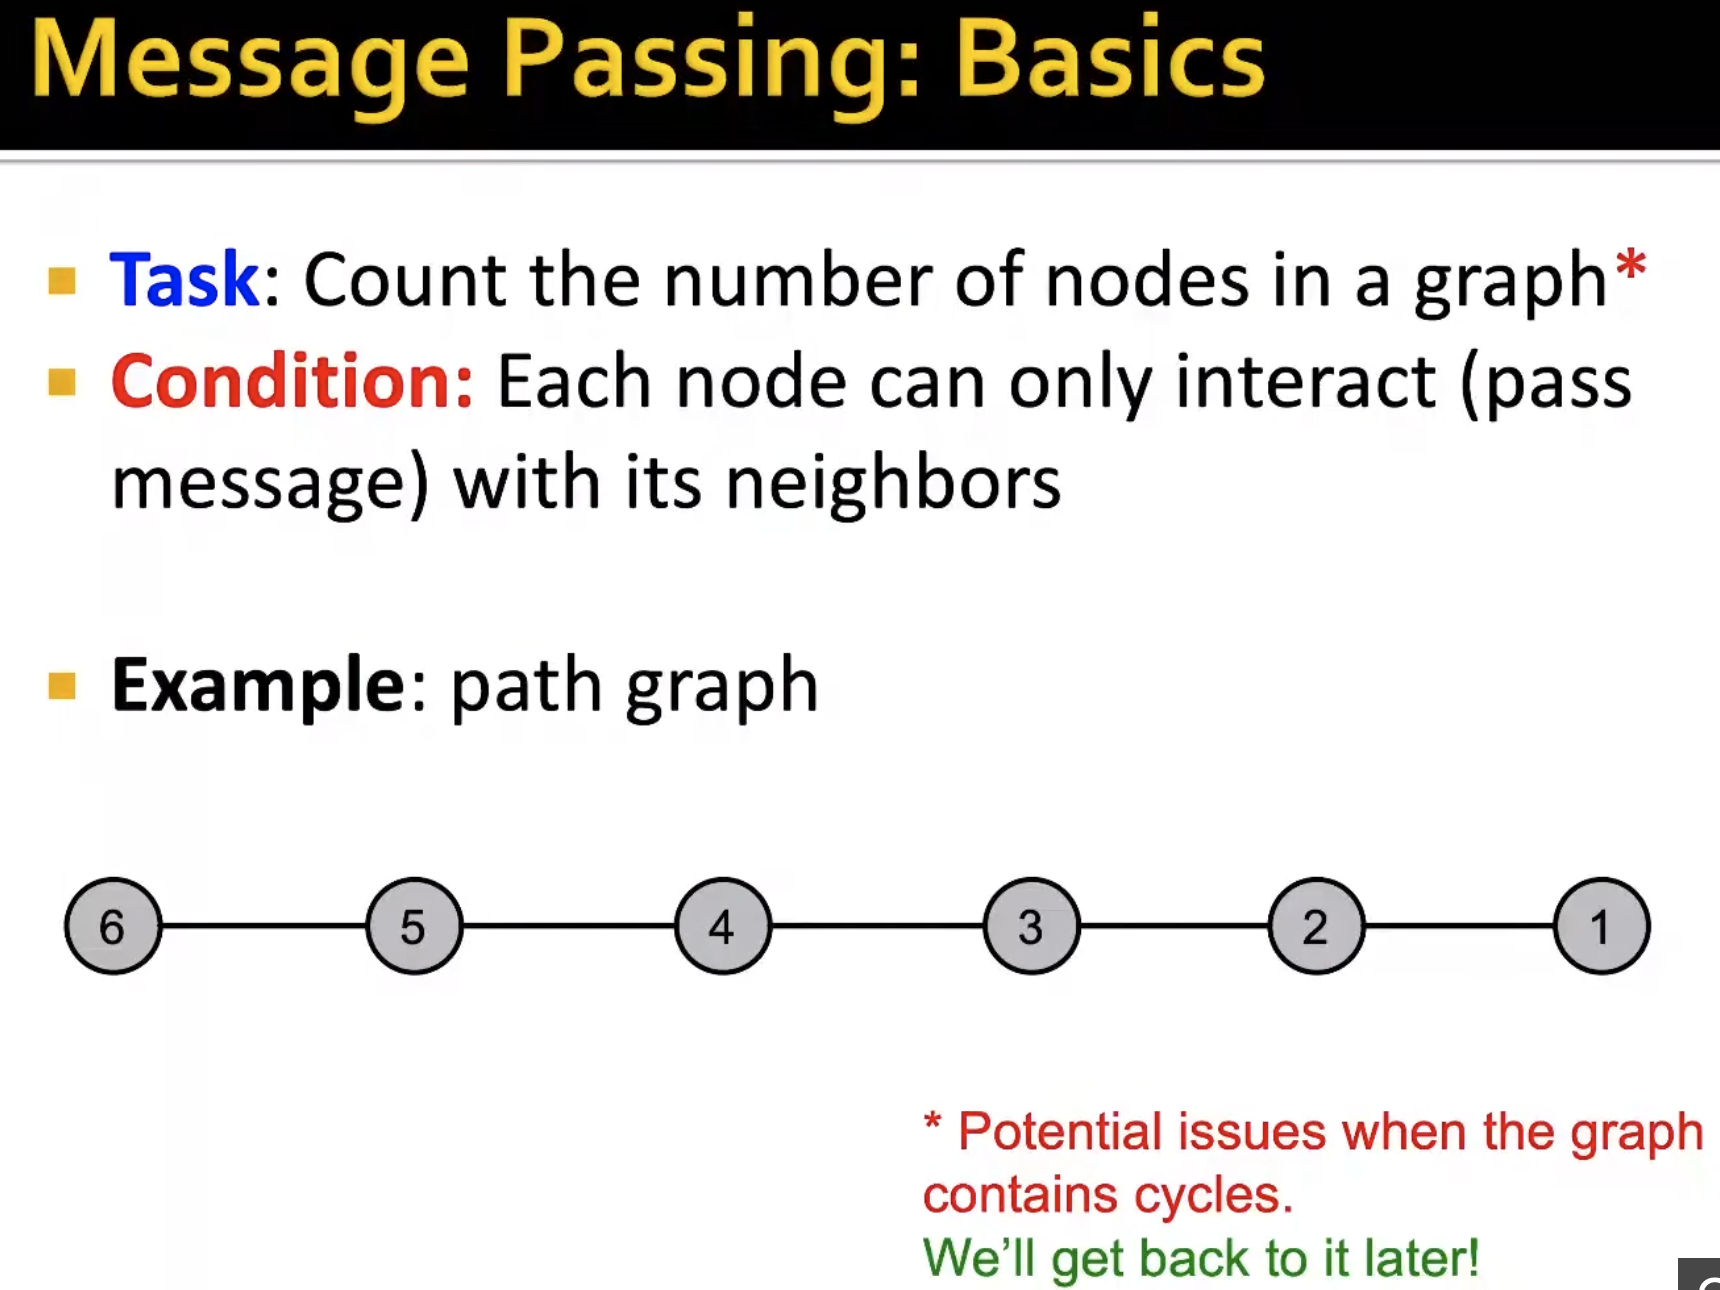 Message Passing: Basics
Task: Count the number of nodes in a graph*
Condition: Each node can only interact (pass
message) with its neighbors
Example: path graph
6 5 4 3 2 1
* Potential issues when the graph
contains cycles.
We'll get back to it later!